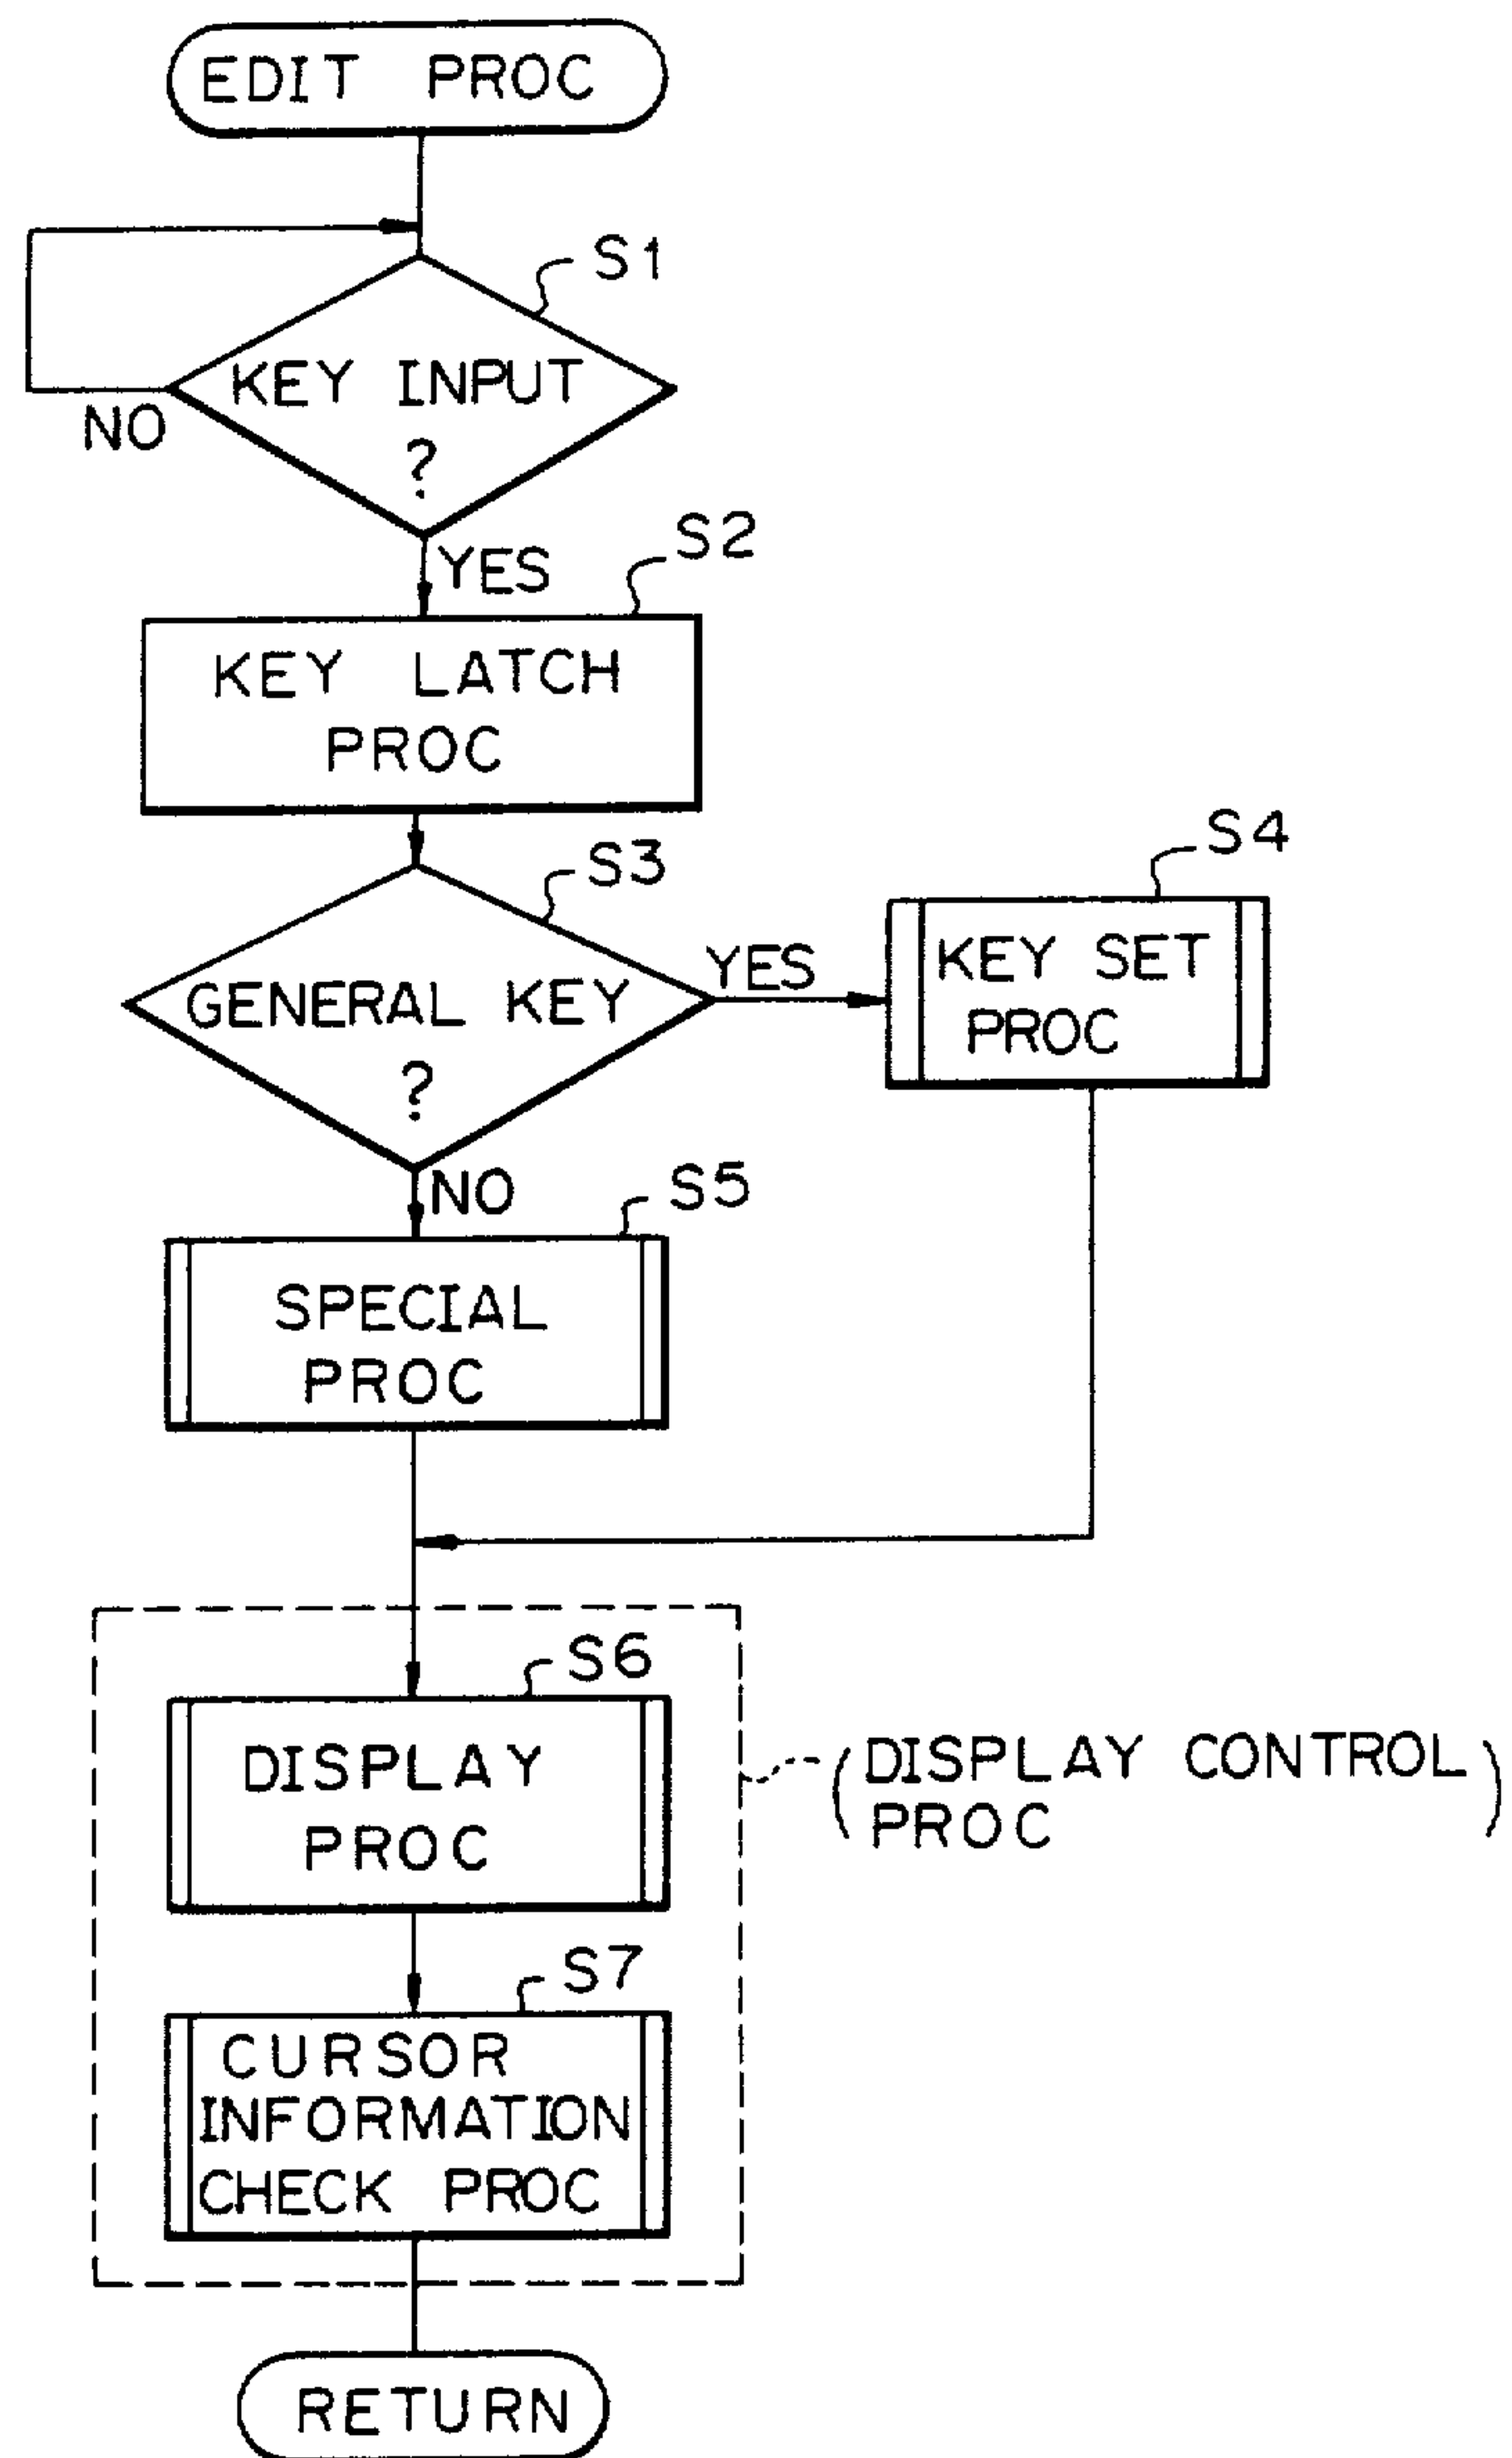 EDIT PROC
S1
KEY INPUT
?
NO
YES
S2
KEY LATCH
PROC
S3
GENERAL KEY
?
YES
S4
KEY SET
PROC
NO
S5
SPECIAL
PROC
S6
DISPLAY
PROC
(DISPLAY CONTROL
PROC)
S7
CURSOR
INFORMATION
CHECK PROC
RETURN